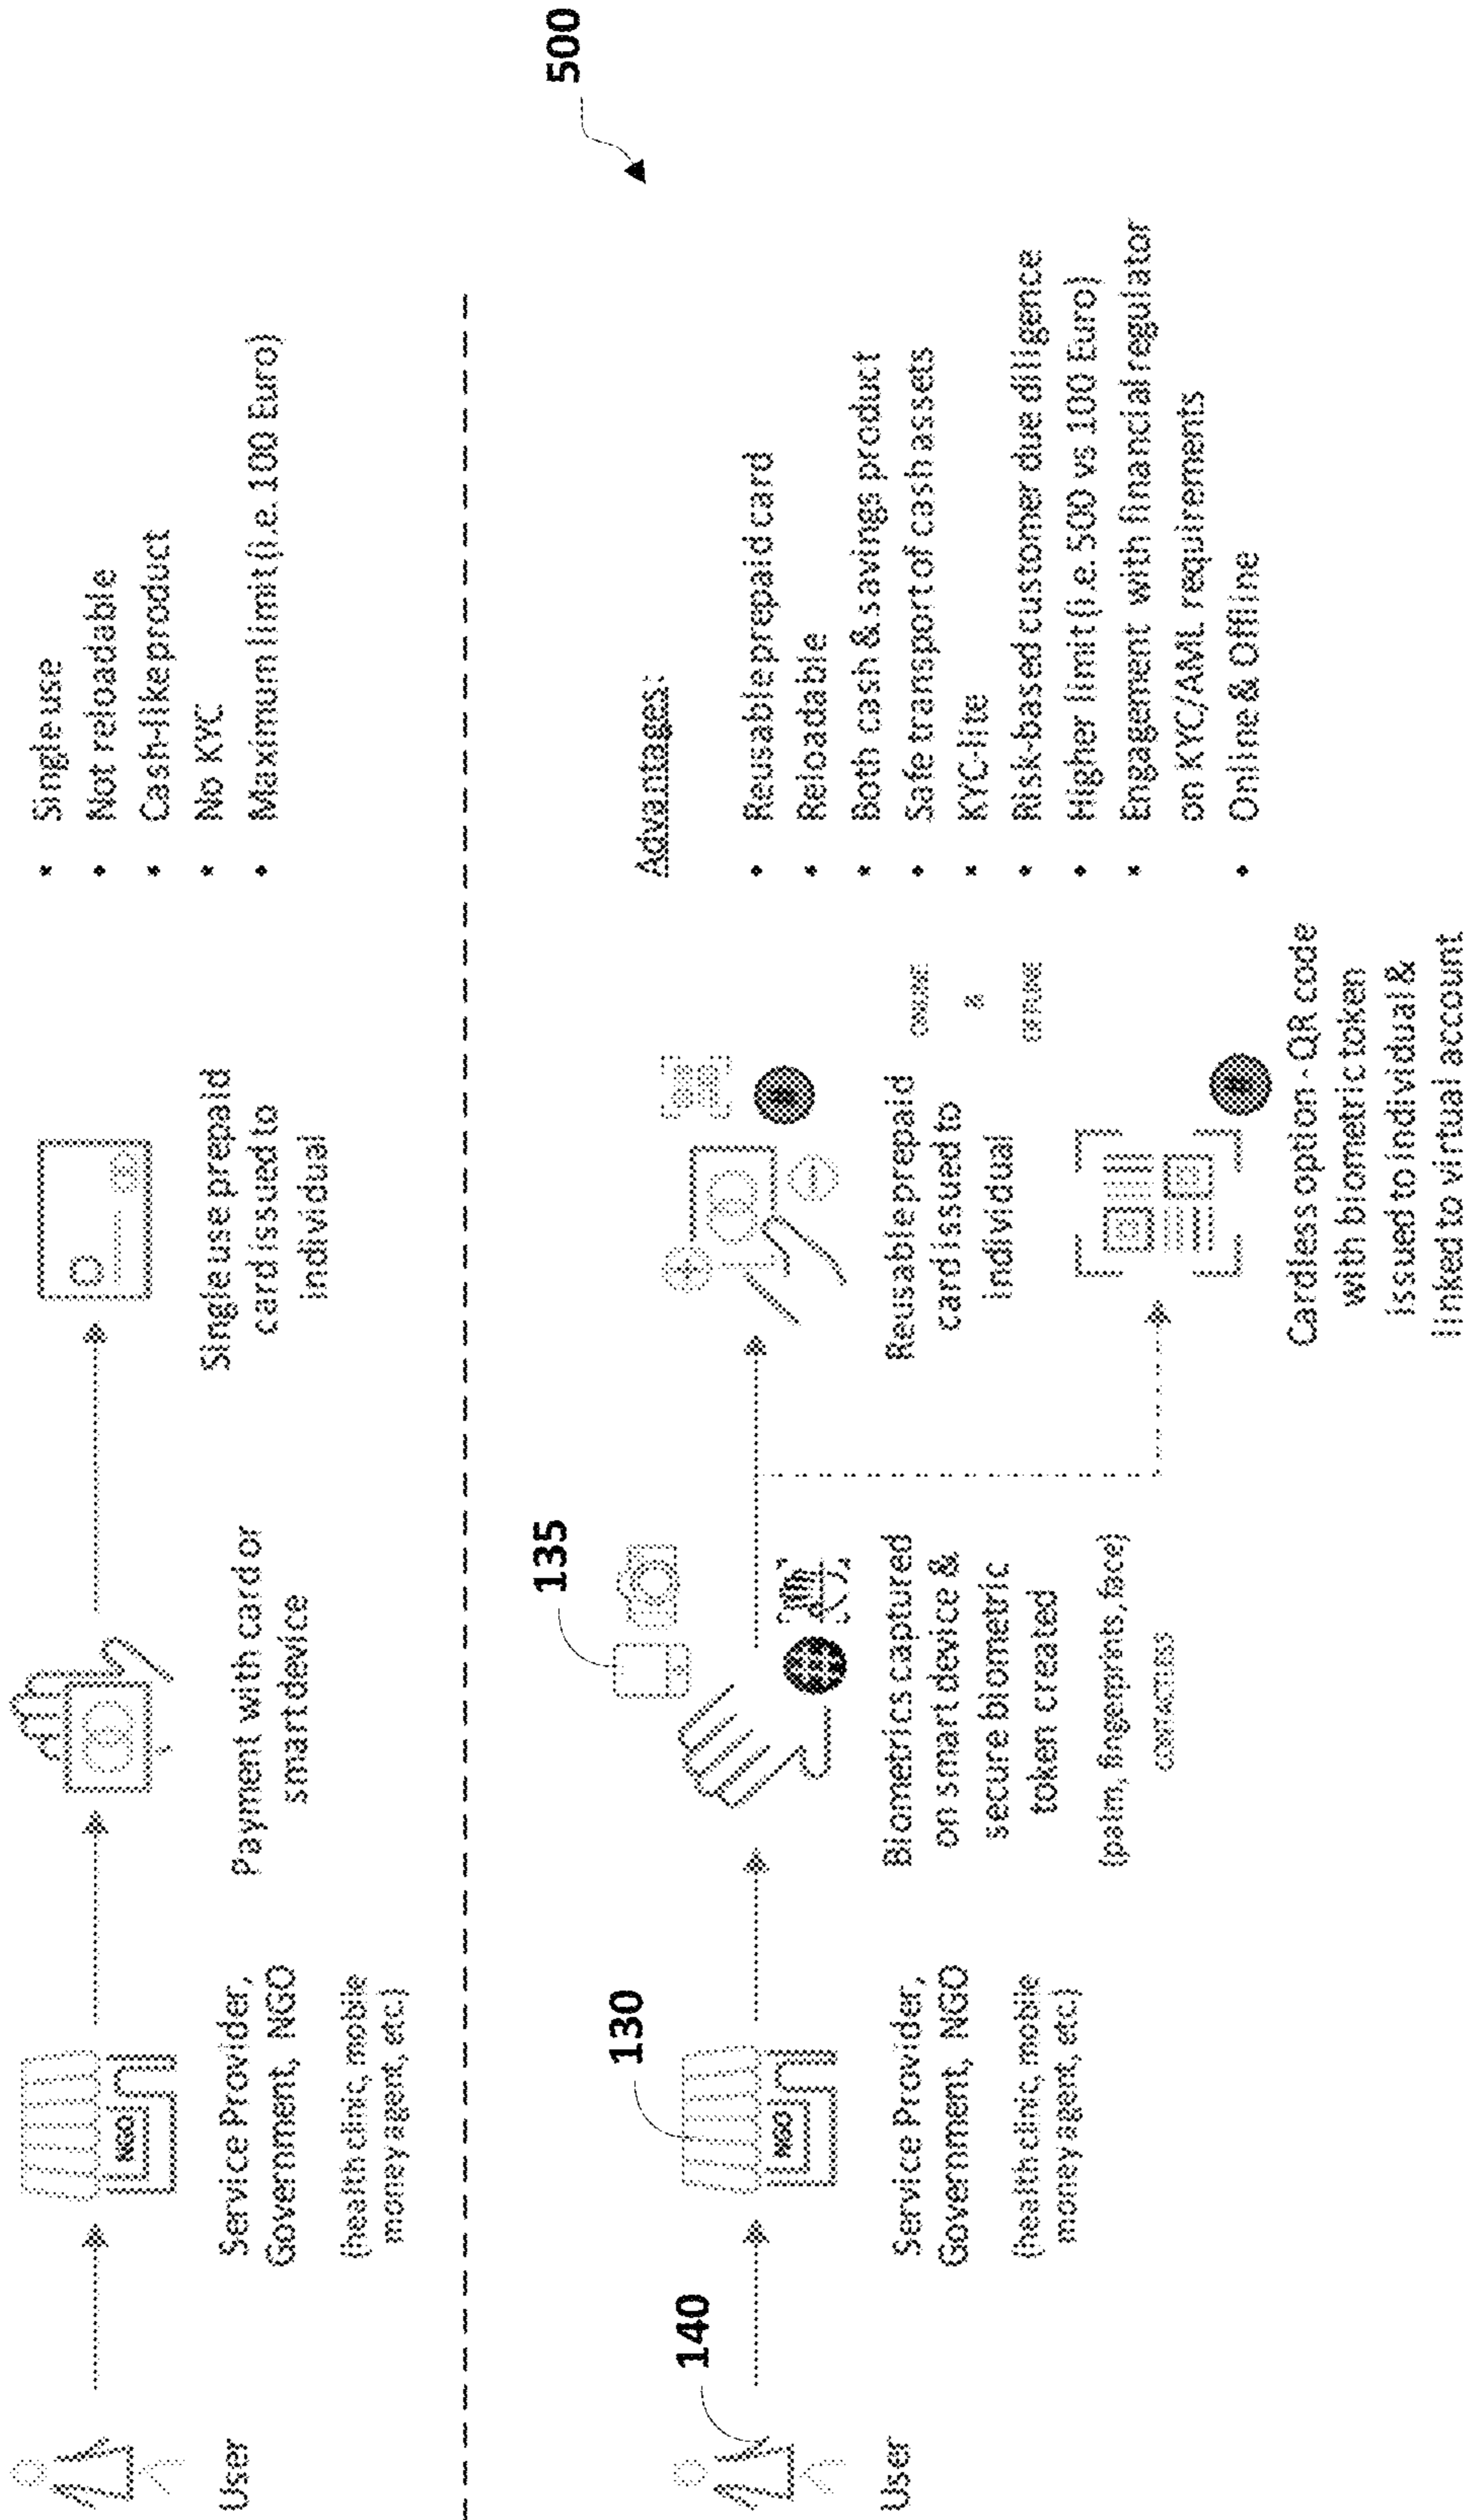 User
NGO
Service Provider,
Government, NGO
(health clinic, mobile
money agent, etc)
Payment with card or
smart device
Single use prepaid
card issued to
individual
• Single use
• Not reloadable
• Cash-like product
• No KYC
• Maximum limit (i.e. 100 Euro)
500
140
User
130
NGO
Service Provider,
Government, NGO
(health clinic, mobile
money agent, etc)
135
Biometrics captured
on smart device &
secure biometric
token created
(palm, fingerprints, face)
CONTACTLESS
Reusable prepaid
card issued to
individual
ONLINE
&
OFFLINE
Cardless option - QR code
with biometric token
issued to individual &
linked to virtual account
Advantages:
• Reusable prepaid card
• Reloadable
• Both cash & savings product
• Safe transport of cash assets
• KYC-lite
• Risk-based customer due diligence
• Higher limit (i.e. 500 vs 100 Euro)
• Engagement with financial regulator
on KYC/AML requirements
• Online & Offline